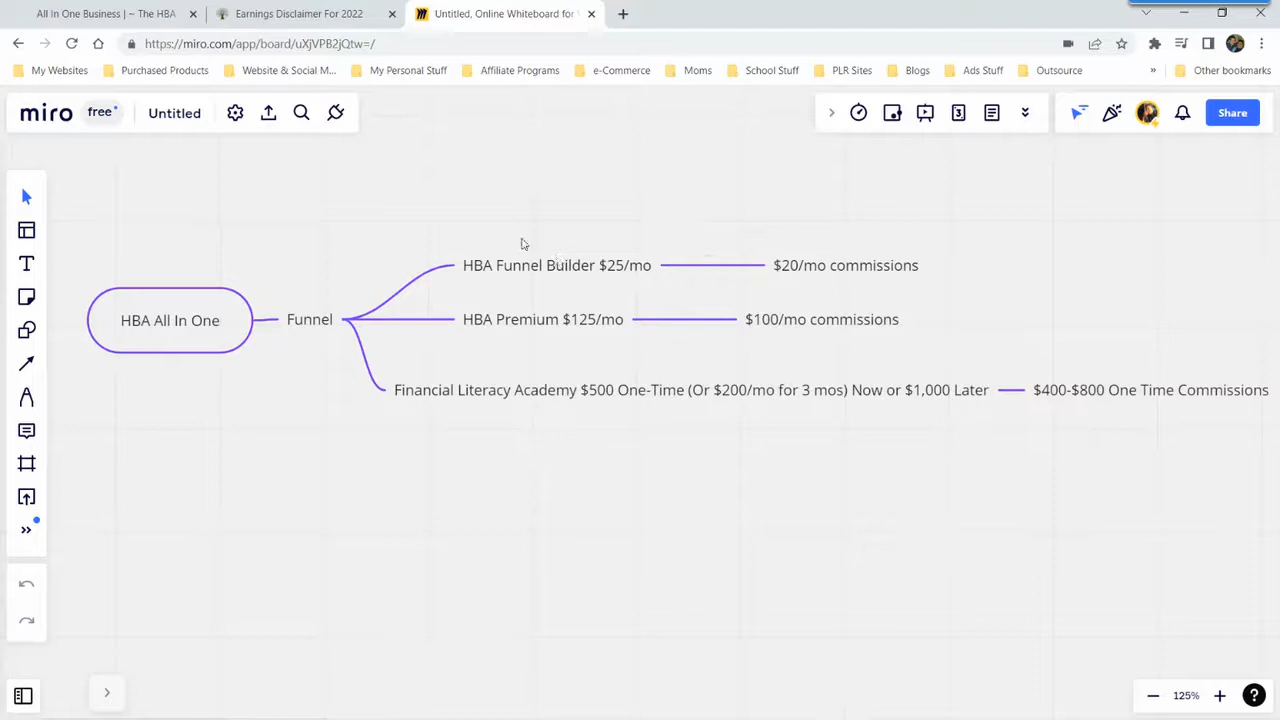 All In One Business | ~ The HBA
Earnings Disclaimer For 2022
Untitled, Online Whiteboard for
https://miro.com/app/board/uXjVPB2jQtw=/
My Websites
Purchased Products
Website & Social M...
My Personal Stuff
Affiliate Programs
e-Commerce
Moms
School Stuff
PLR Sites
Blogs
Ads Stuff
Outsource
»
Other bookmarks
miro free Untitled
3
Share
HBA Funnel Builder $25/mo
$20/mo commissions
HBA All In One
Funnel
HBA Premium $125/mo
$100/mo commissions
Financial Literacy Academy $500 One-Time (Or $200/mo for 3 mos) Now or $1,000 Later
$400-$800 One Time Commissions
125%